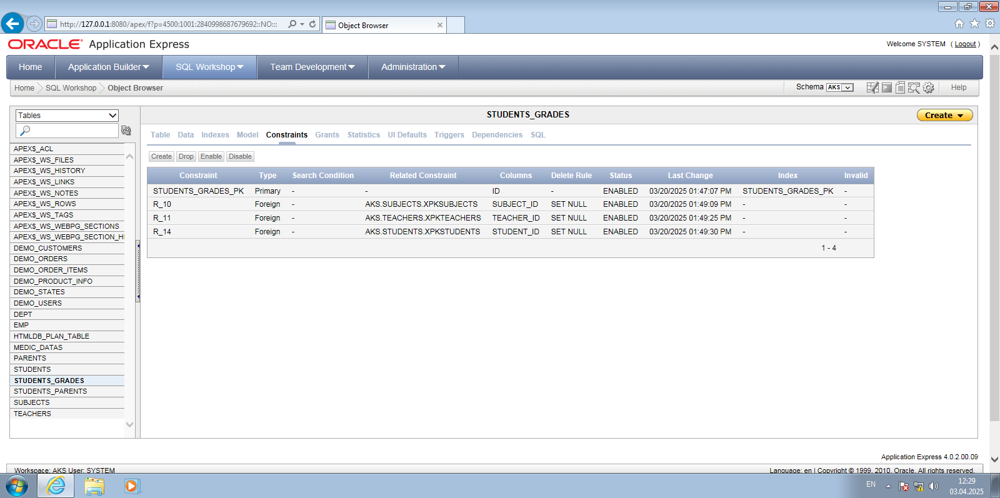 http://127.0.0.1:8080/apex/f?p=4500:1001:2840998687679692::NO:::
Object Browser
ORACLE Application Express
Welcome SYSTEM ( Logout )
Home Application Builder SQL Workshop Team Development Administration
Home SQL Workshop Object Browser Schema AKS Help
Tables
STUDENTS_GRADES
Create
Table Data Indexes Model Constraints Grants Statistics UI Defaults Triggers Dependencies SQL
Create Drop Enable Disable
Constraint Type Search Condition Related Constraint Columns Delete Rule Status Last Change Index Invalid
STUDENTS_GRADES_PK Primary - - ID - ENABLED 03/20/2025 01:47:07 PM STUDENTS_GRADES_PK -
R_10 Foreign - AKS.SUBJECTS.XPKSUBJECTS SUBJECT_ID SET NULL ENABLED 03/20/2025 01:49:09 PM - -
R_11 Foreign - AKS.TEACHERS.XPKTEACHERS TEACHER_ID SET NULL ENABLED 03/20/2025 01:49:25 PM - -
R_14 Foreign - AKS.STUDENTS.XPKSTUDENTS STUDENT_ID SET NULL ENABLED 03/20/2025 01:49:30 PM - -
1 - 4
APEX$_ACL
APEX$_WS_FILES
APEX$_WS_HISTORY
APEX$_WS_LINKS
APEX$_WS_NOTES
APEX$_WS_ROWS
APEX$_WS_TAGS
APEX$_WS_WEBPG_SECTIONS
APEX$_WS_WEBPG_SECTION_HI
DEMO_CUSTOMERS
DEMO_ORDERS
DEMO_ORDER_ITEMS
DEMO_PRODUCT_INFO
DEMO_STATES
DEMO_USERS
DEPT
EMP
HTMLDB_PLAN_TABLE
MEDIC_DATAS
PARENTS
STUDENTS
STUDENTS_GRADES
STUDENTS_PARENTS
SUBJECTS
TEACHERS
Application Express 4.0.2.00.09
Workspace: AKS User: SYSTEM
Language: en | Copyright © 1999, 2010, Oracle. All rights reserved.
EN
12:29
03.04.2025